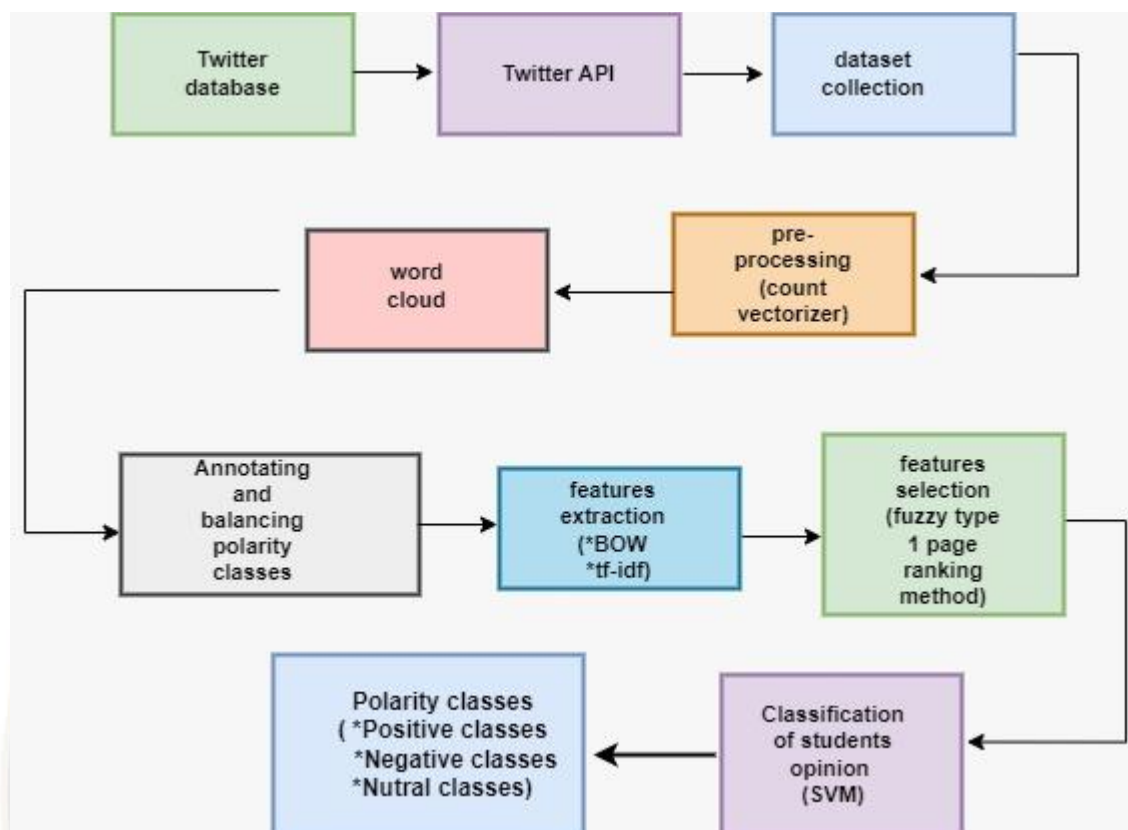 Twitter
database
Twitter API
dataset
collection
pre-
processing
(count
vectorizer)
word
cloud
Annotating
and
balancing
polarity
classes
features
extraction
(*BOW
*tf-idf)
features
selection
(fuzzy type
1 page
ranking
method)
Classification
of students
opinion
(SVM)
Polarity classes
( *Positive classes
*Negative classes
*Nutral classes)